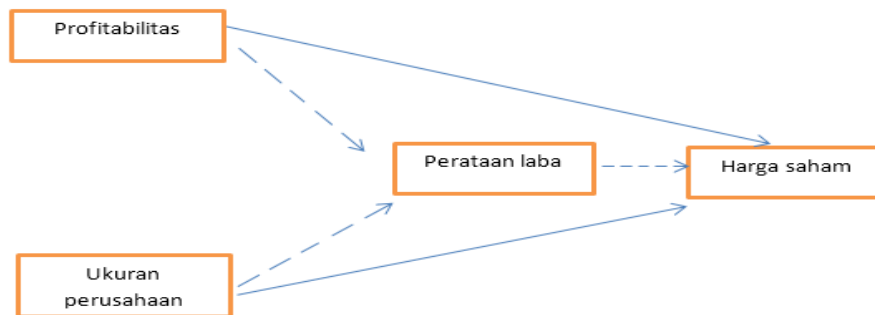 Profitabilitas
Perataan laba
Harga saham
Ukuran
perusahaan